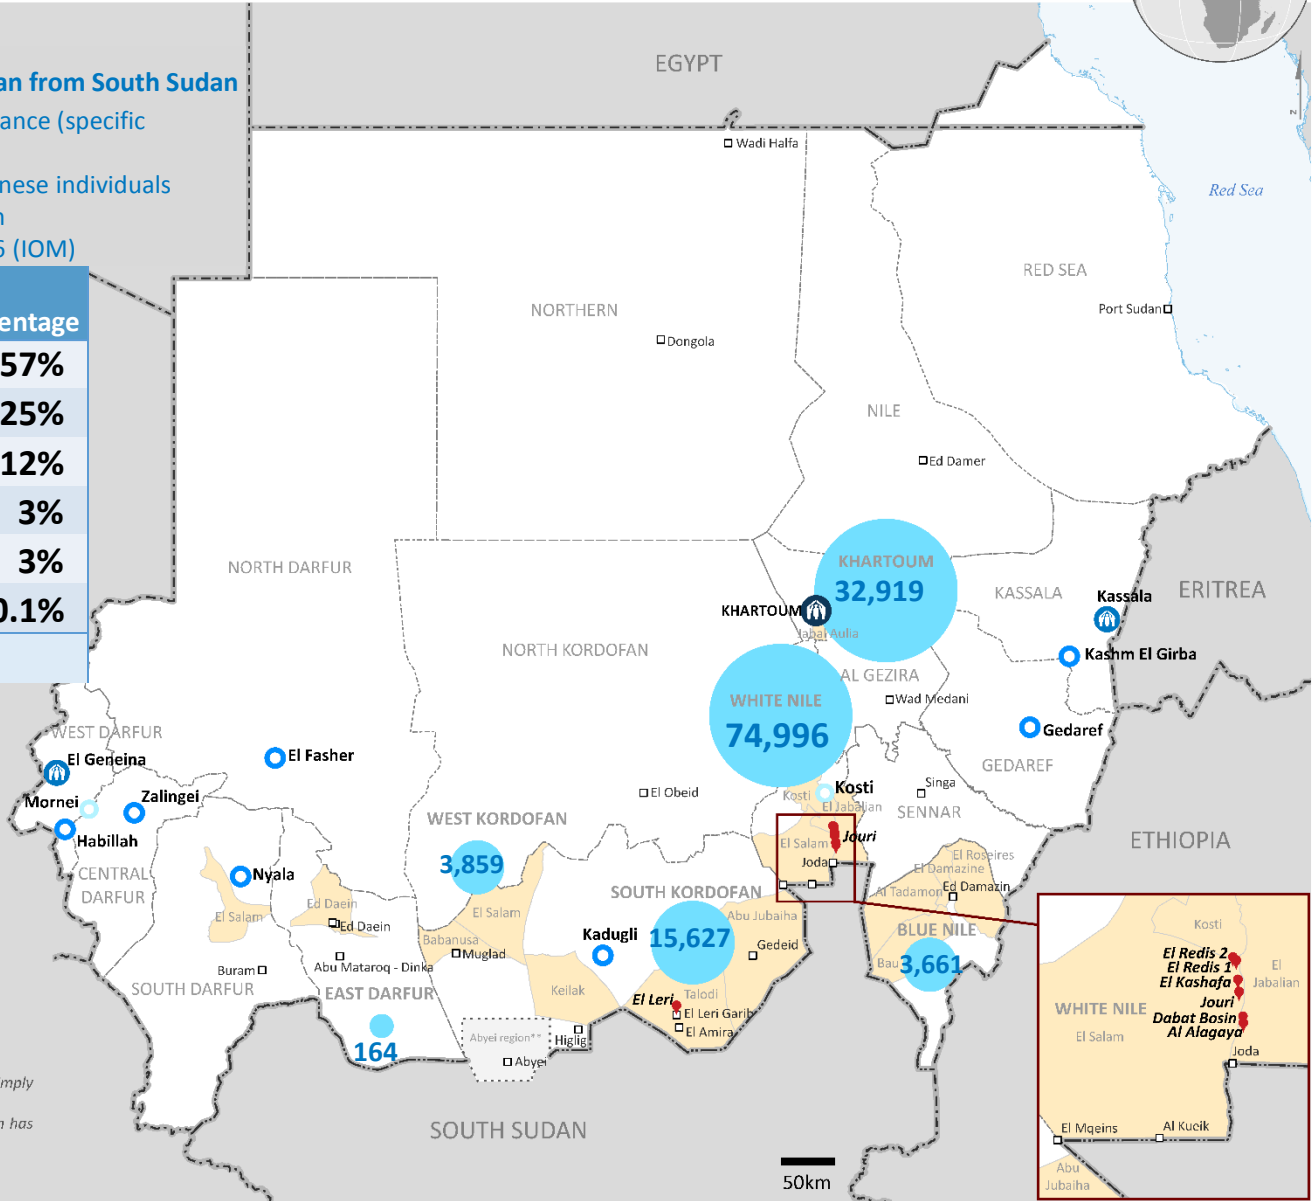 an from South Sudan
ance (specific
nese individuals
n
6 (IOM)
entage
57%
25%
12%
3%
3%
0.1%
EGYPT
Wadi Halfa
Red Sea
RED SEA
Port Sudan
NORTHERN
Dongola
NILE
Ed Damer
NORTH DARFUR
KHARTOUM
32,919
KHARTOUM
Jabal Aulia
KASSALA
Kassala
ERITREA
Kashm El Girba
NORTH KORDOFAN
AL GEZIRA
Wad Medani
WHITE NILE
74,996
Gedaref
GEDAREF
WEST DARFUR
El Geneina
El Fasher
Mornei
Zalingei
Habillah
El Obeid
Kosti
Kosti
El Jabalian
Singa
SENNAR
ETHIOPIA
WEST KORDOFAN
3,859
Jouri
El Salam
Joda
El Roseires
El Damazine
Al Tadamon
Ed Damazin
CENTRAL
DARFUR
Nyala
El Salam
Ed Daein
Ed Daein
El Salam
SOUTH KORDOFAN
Abu Jubaiha
BLUE NILE
Bau
3,661
Kadugli
15,627
Gedeid
Babanusa
Muglad
Buram
Abu Mataroq - Dinka
SOUTH DARFUR
EAST DARFUR
Keilak
Talodi
El Leri
El Leri Garib
El Amira
164
Abyei region**
Higlig
Abyei
SOUTH SUDAN
50km
imply
n has
Kosti
El Redis 2
El Redis 1
El Kashafa
Jouri
Dabat Bosin
Al Alagaya
El
Jabalian
WHITE NILE
El Salam
Joda
El Mqeins
Al Kueik
Abu
Jubaiha
N